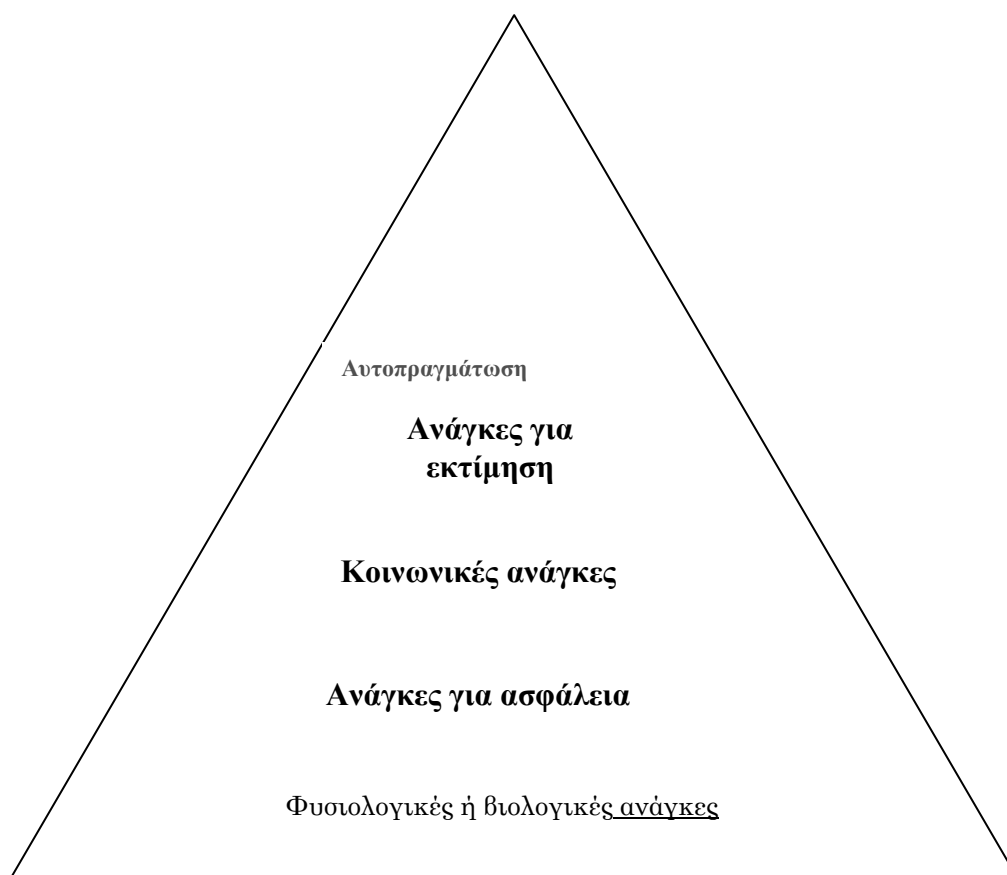 Αυτοπραγμάτωση
Ανάγκες για
εκτίμηση
Κοινωνικές ανάγκες
Ανάγκες για ασφάλεια
Φυσιολογικές ή βιολογικές ανάγκες